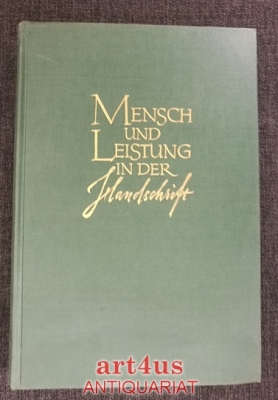 MENSCH
UND
LEISTUNG
IN DER
Handschrift
art4us
ANTIQUARIAT